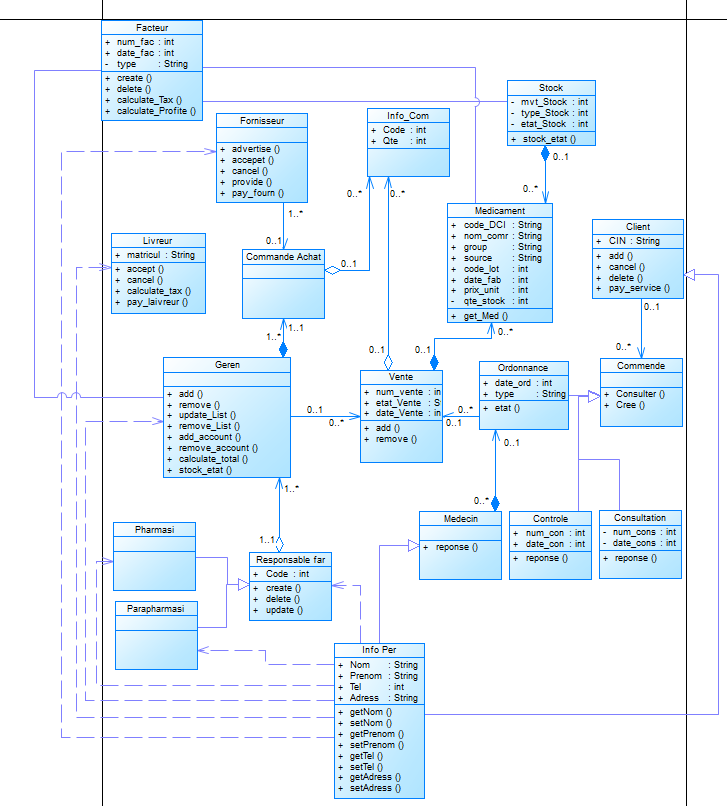 Facteur
+ num_fac : int
+ date_fac : int
- type : String
+ create ()
+ delete ()
+ calculate_Tax ()
+ calculate_Profite ()
Stock
- mvt_Stock : int
- type_Stock : int
- etat_Stock : int
+ stock_etat ()
0..1
0..*
Fornisseur
+ advertise ()
+ accepet ()
+ cancel ()
+ provide ()
+ pay_fourn ()
1..*
0..1
Info_Com
+ Code : int
+ Qte : int
0..*
0..*
Medicament
+ code_DCI : String
+ nom_comr : String
+ group : String
+ source : String
+ code_lot : int
+ date_fab : int
+ prix_unit : int
- qte_stock : int
+ get_Med ()
0..*
Client
+ CIN : String
+ add ()
+ cancel ()
+ delete ()
+ pay_service ()
0..1
0..*
Livreur
+ matricul : String
+ accept ()
+ cancel ()
+ calculate_tax ()
+ pay_laivreur ()
Commande Achat
0..1
1..1
1..*
Geren
+ add ()
+ remove ()
+ update_List ()
+ remove_List ()
+ add_account ()
+ remove_account ()
+ calculate_total ()
+ stock_etat ()
0..1
0..*
1..*
1..1
0..1
0..1
Vente
+ num_vente : in
+ etat_Vente : S
+ date_Vente : in
+ add ()
+ remove ()
0..*
0..1
Ordonnance
+ date_ord : int
+ type : String
+ etat ()
0..1
0..*
Commende
+ Consulter ()
+ Cree ()
Medecin
+ reponse ()
Controle
+ num_con : int
+ date_con : int
+ reponse ()
Consultation
- num_cons : int
- date_cons : int
+ reponse ()
Pharmasi
Parapharmasi
Responsable far
+ Code : int
+ create ()
+ delete ()
+ update ()
Info Per
+ Nom : String
+ Prenom : String
+ Tel : int
+ Adress : String
+ getNom ()
+ setNom ()
+ getPrenom ()
+ setPrenom ()
+ getTel ()
+ setTel ()
+ getAdress ()
+ setAdress ()